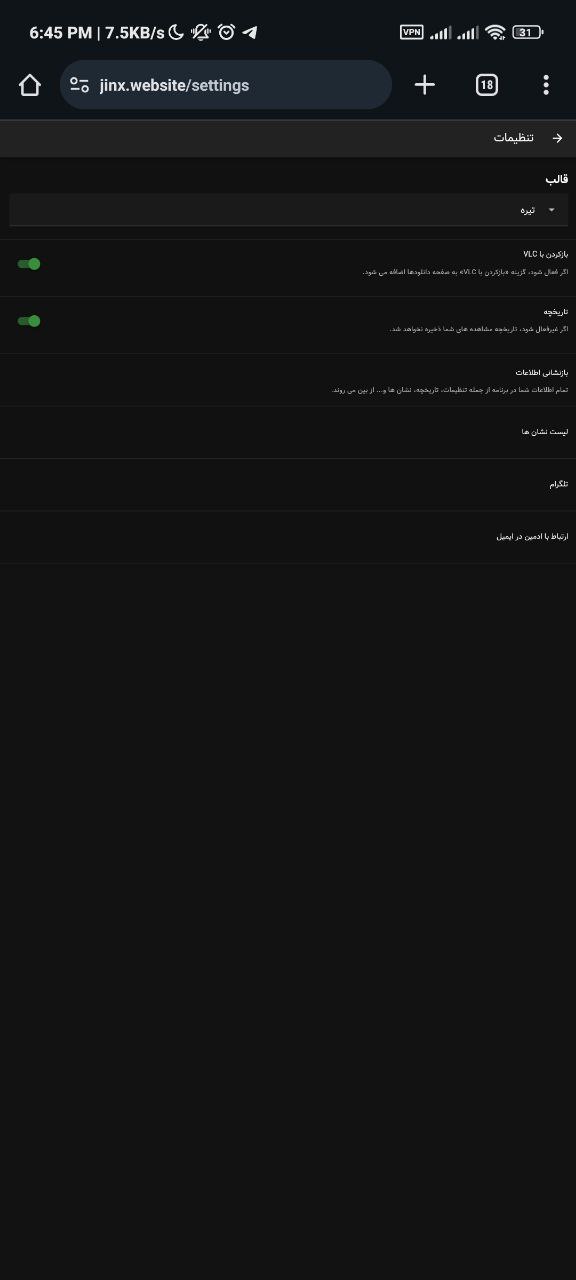 6:45 PM | 7.5KB/s
VPN
31
jinx.website/settings
18
تنظیمات
قالب
تیره
بازکردن با VLC
اگر فعال شود، گزینه «بازکردن با VLC» به صفحه دانلودها اضافه می شود.
تاریخچه
اگر غیرفعال شود، تاریخچه مشاهده های شما ذخیره نخواهد شد.
بازنشانی اطلاعات
تمام اطلاعات شما در برنامه از جمله تنظیمات، تاریخچه، نشان ها و... از بین می روند.
لیست نشان ها
تلگرام
ارتباط با ادمین در ایمیل